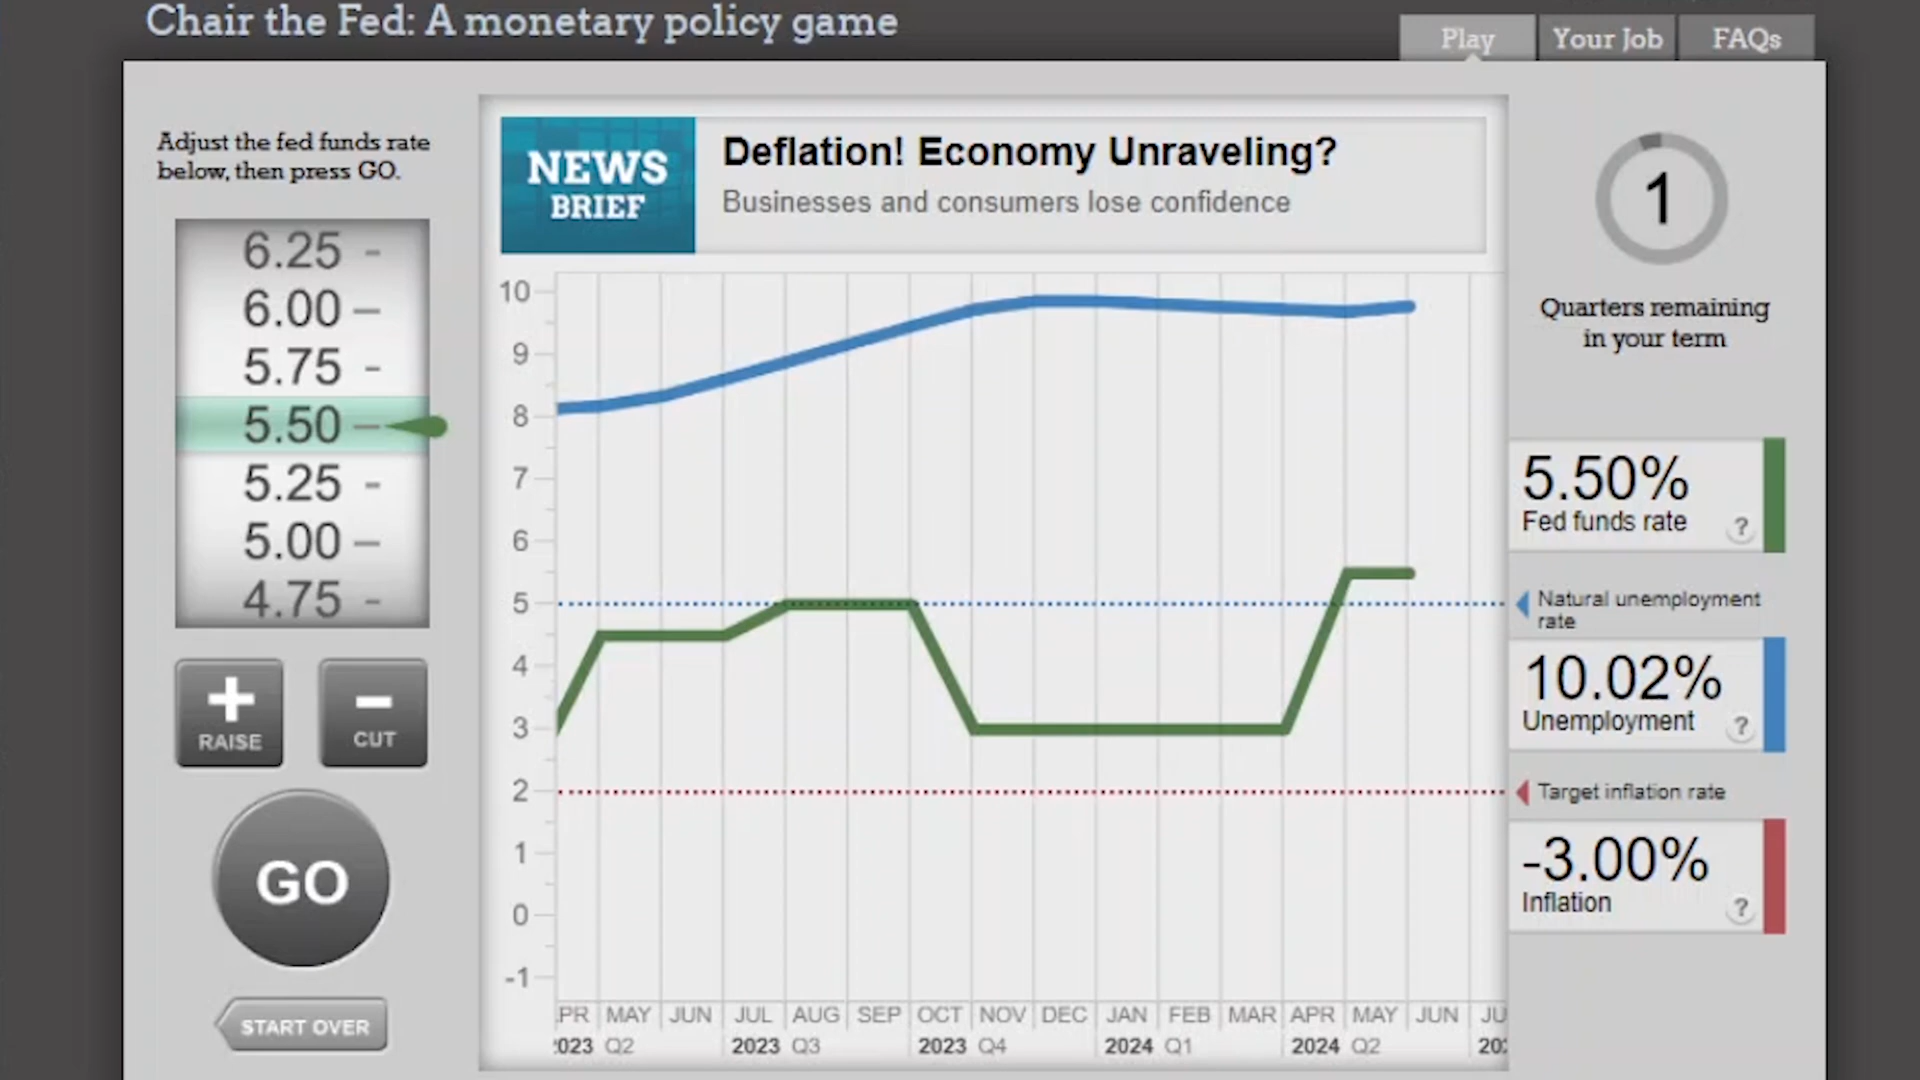 Chair the Fed: A monetary policy game
Play
Your Job
FAQs
Adjust the fed funds rate
below, then press GO.
6.25
6.00
5.75
5.50
5.25
5.00
4.75
+
RAISE
-
CUT
GO
START OVER
NEWS
BRIEF
Deflation! Economy Unraveling?
Businesses and consumers lose confidence
10
9
8
7
6
5
4
3
2
1
0
-1
PR MAY JUN JUL AUG SEP OCT NOV DEC JAN FEB MAR APR MAY JUN JU
2023 Q2 2023 Q3 2023 Q4 2024 Q1 2024 Q2 20
1
Quarters remaining
in your term
5.50%
Fed funds rate ?
Natural unemployment
rate
10.02%
Unemployment ?
Target inflation rate
-3.00%
Inflation ?